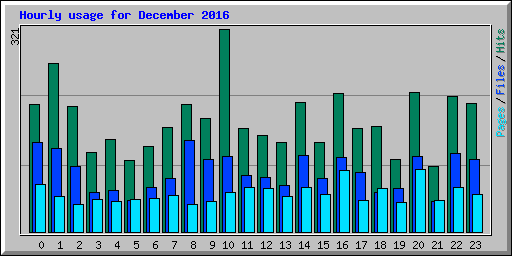 Hourly usage for December 2016
321
Pages/Files/Hits
0 1 2 3 4 5 6 7 8 9 10 11 12 13 14 15 16 17 18 19 20 21 22 23